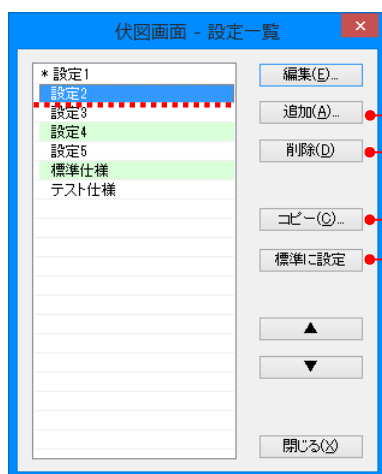 伏図画面 - 設定一覧
* 設定1
設定2
設定3
設定4
設定5
標準仕様
テスト仕様
編集(E)...
追加(A)...
削除(D)
コピー(C)...
標準に設定
▲
▼
閉じる(X)